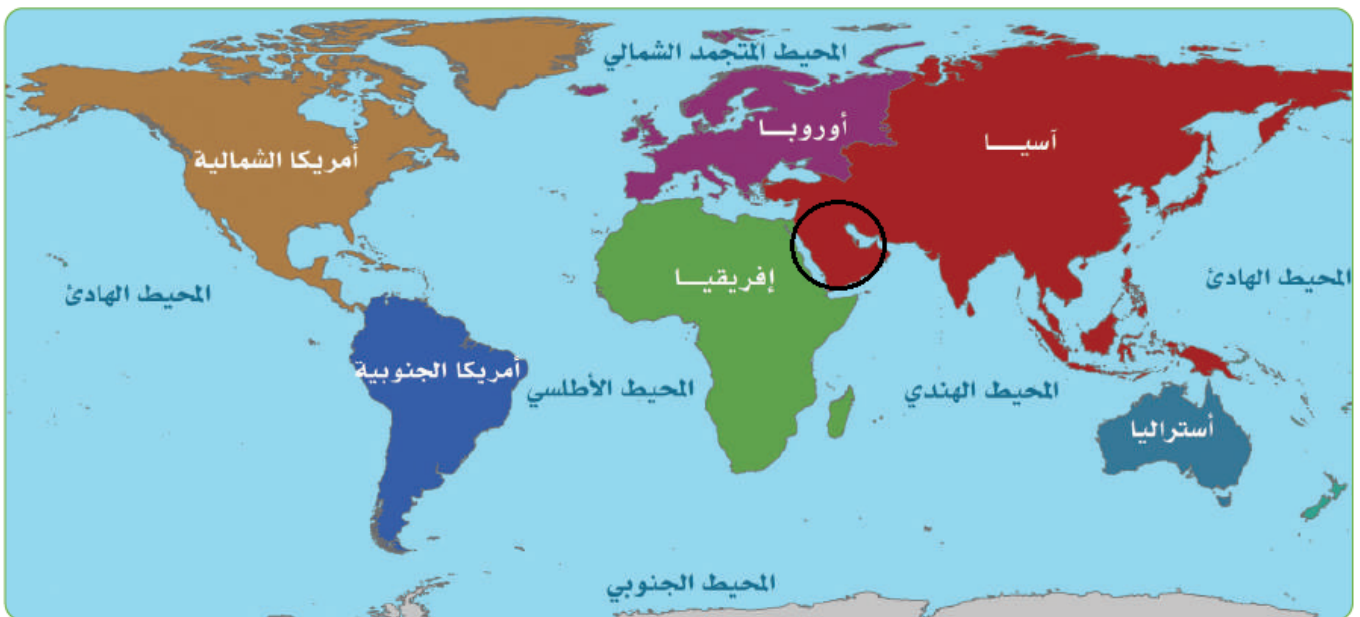 المحيط المتجمد الشمالي
أوروبـــا
آسيـــــا
أمريكا الشمالية
إفريقيـــا
المحيط الهادئ
المحيط الهادئ
أمريكا الجنوبية
المحيط الأطلسي
المحيط الهندي
أستراليا
المحيط الجنوبي